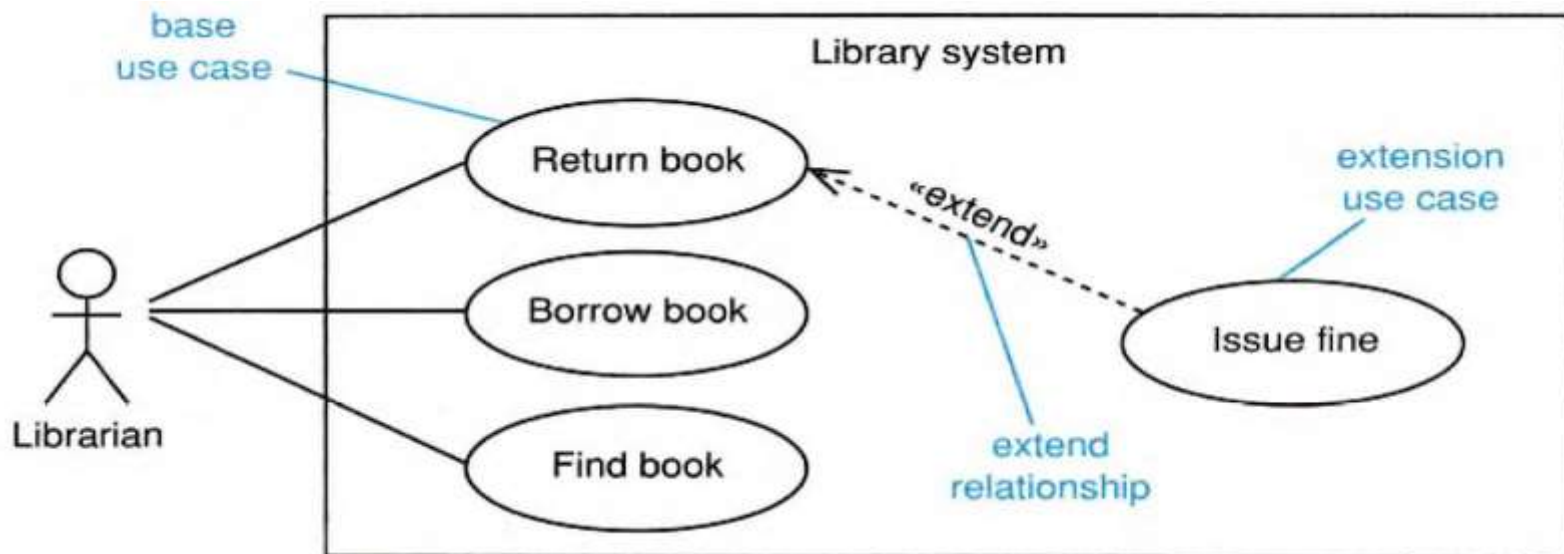 base
use case
Library system
Return book
«extend»
extension
use case
Borrow book
Issue fine
Librarian
Find book
extend
relationship